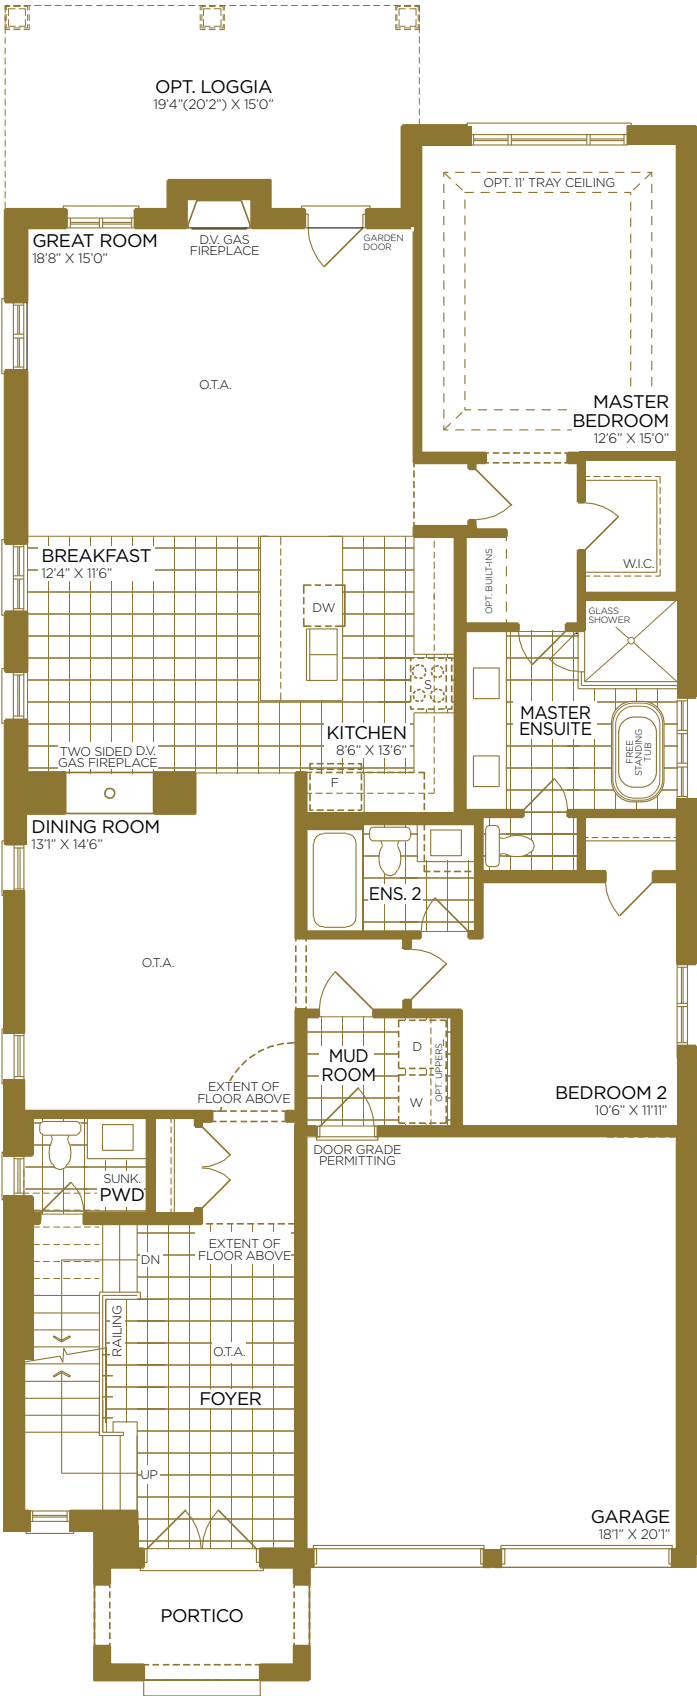 OPT. LOGGIA
19'4"(20'2") X 15'0"
OPT. 11' TRAY CEILING
GREAT ROOM
18'8" X 15'0"
D.V. GAS
FIREPLACE
GARDEN
DOOR
O.T.A.
MASTER
BEDROOM
12'6" X 15'0"
BREAKFAST
12'4" X 11'6"
DW
OPT. BUILT-INS
W.I.C.
GLASS
SHOWER
S
KITCHEN
8'6" X 13'6"
MASTER
ENSUITE
FREE
STANDING
TUB
TWO SIDED D.V.
GAS FIREPLACE
F
DINING ROOM
13'1" X 14'6"
ENS. 2
O.T.A.
MUD
ROOM
D
W
OPT. UPPERS
EXTENT OF
FLOOR ABOVE
BEDROOM 2
10'6" X 11'11"
DOOR GRADE
PERMITTING
SUNK.
PWD
EXTENT OF
FLOOR ABOVE
DN
RAILING
O.T.A.
FOYER
UP
GARAGE
18'1" X 20'1"
PORTICO